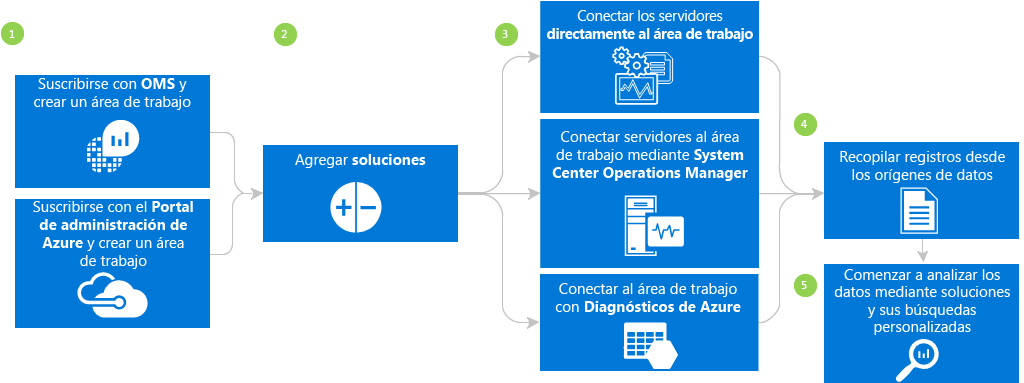 1
Suscribirse con OMS y
crear un área de trabajo
Suscribirse con el Portal
de administración de
Azure y crear un área
de trabajo
2
Agregar soluciones
3
Conectar los servidores
directamente al área de trabajo
Conectar servidores al área
de trabajo mediante System
Center Operations Manager
Conectar al área de trabajo
con Diagnósticos de Azure
4
Recopilar registros desde
los orígenes de datos
5
Comenzar a analizar los
datos mediante soluciones
y sus búsquedas
personalizadas